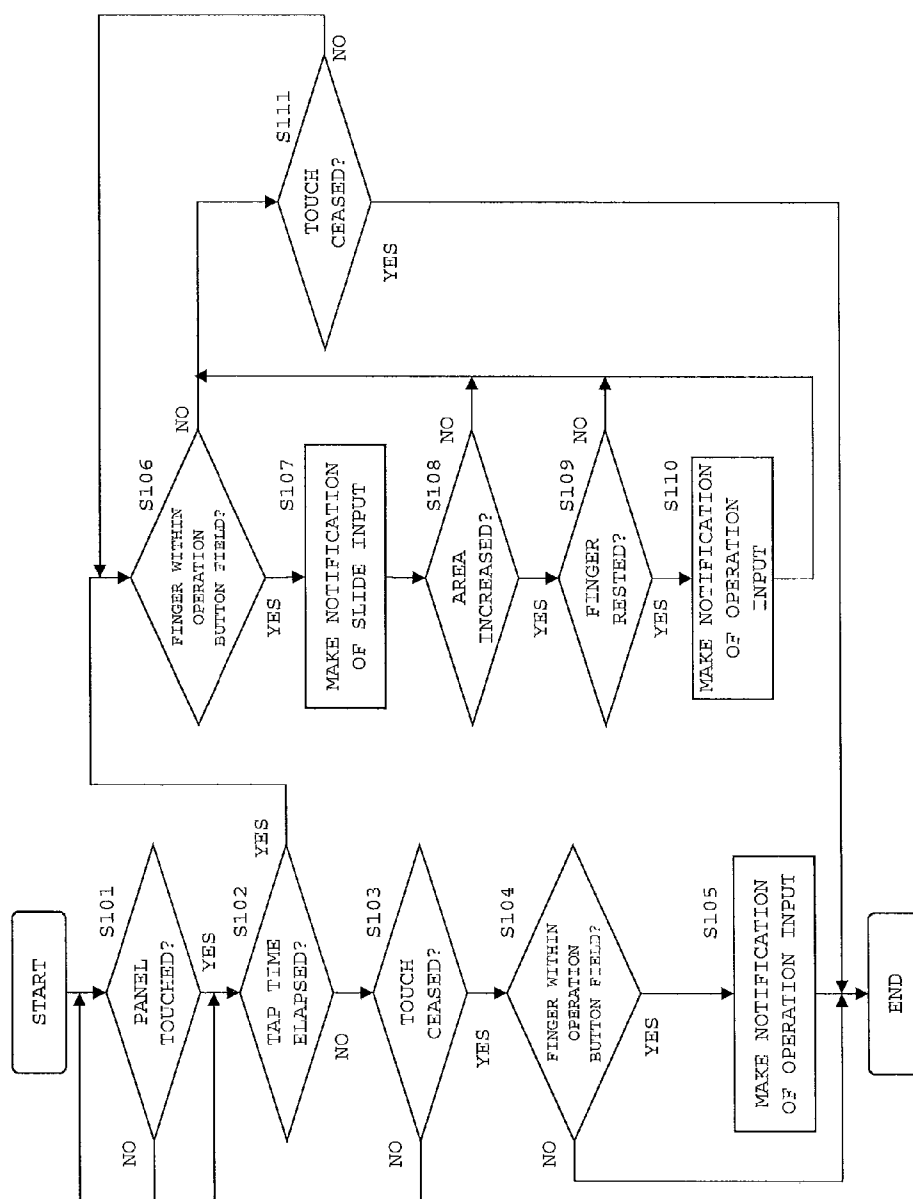 START
S101
PANEL
TOUCHED?
NO
YES
S102
TAP TIME
ELAPSED?
YES
NO
S103
TOUCH
CEASED?
NO
YES
S104
FINGER WITHIN
OPERATION
BUTTON FIELD?
NO
YES
S105
MAKE NOTIFICATION
OF OPERATION INPUT
END
S106
FINGER WITHIN
OPERATION
BUTTON FIELD?
NO
YES
S107
MAKE NOTIFICATION
OF SLIDE INPUT
S108
AREA
INCREASED?
NO
YES
S109
FINGER
RESTED?
NO
YES
S110
MAKE NOTIFICATION
OF OPERATION
INPUT
S111
TOUCH
CEASED?
NO
YES